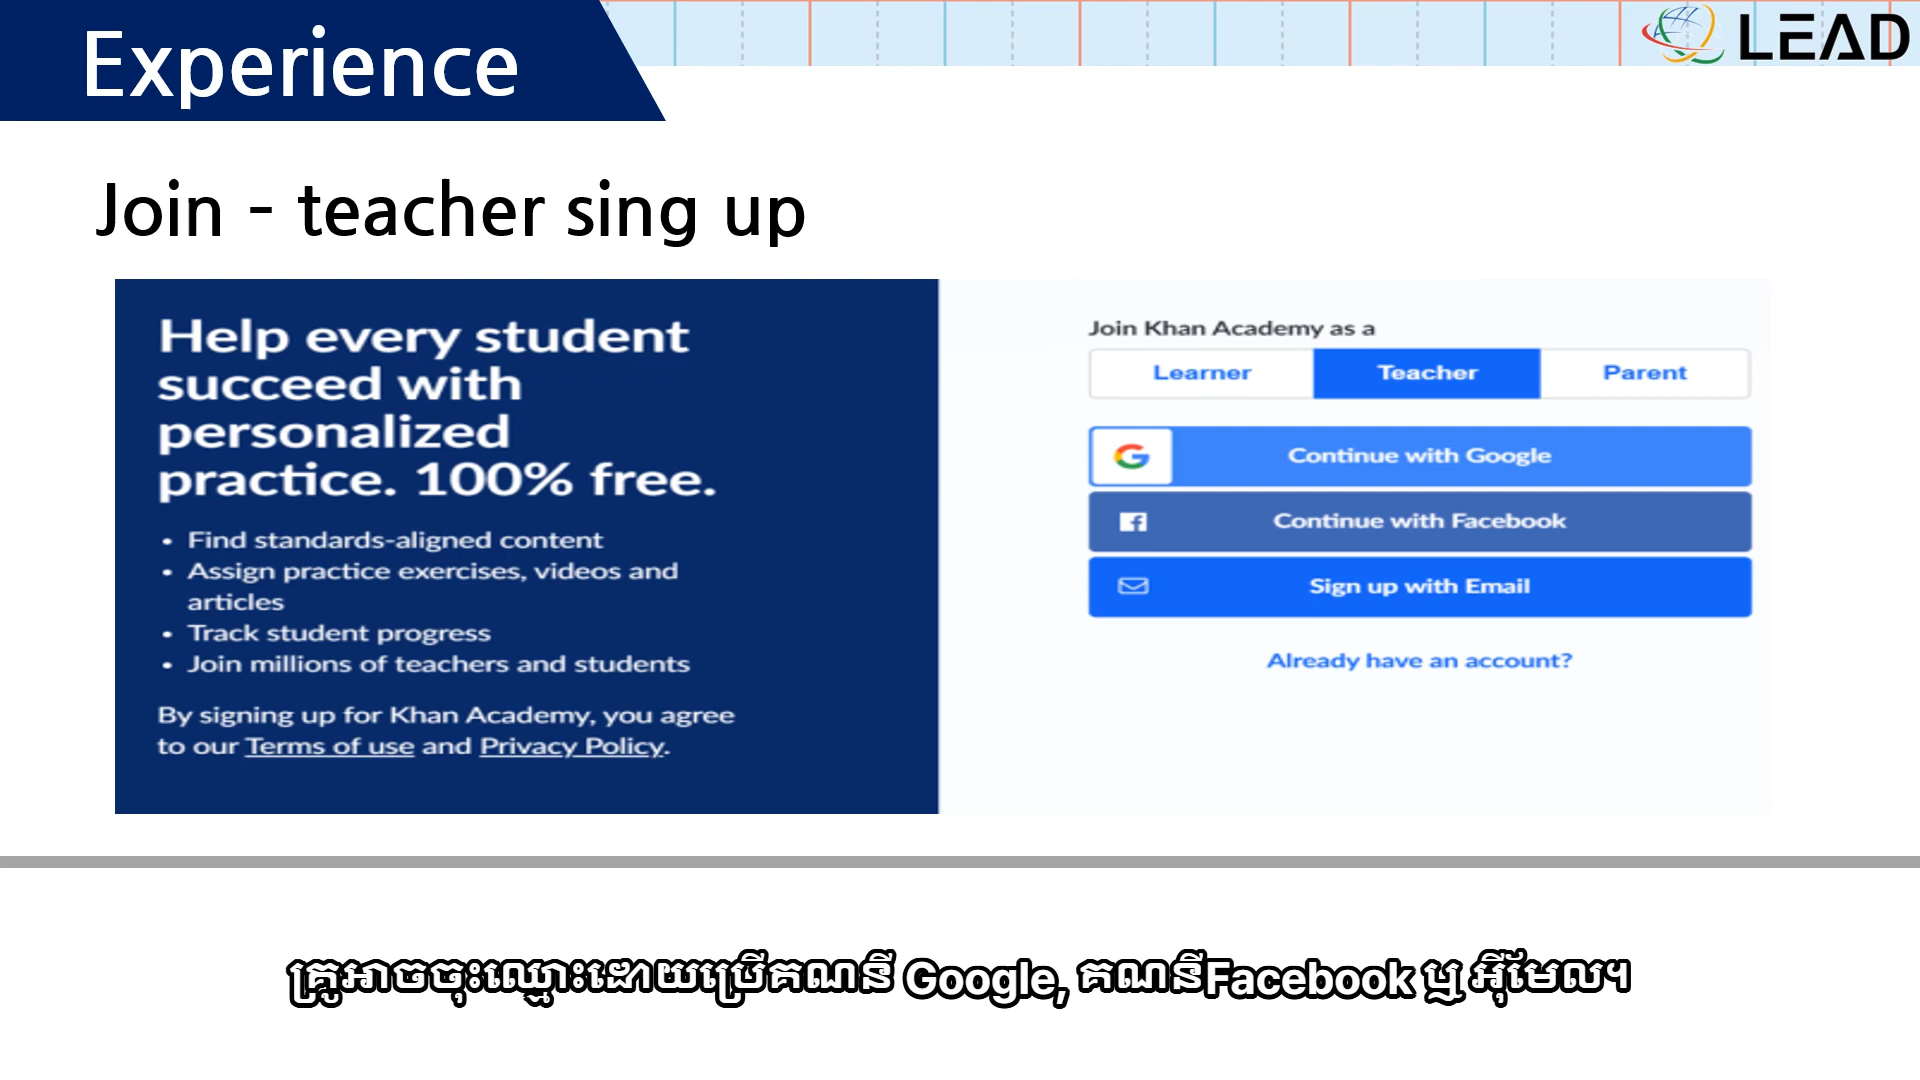 Experience
LEAD
Join - teacher sing up
Help every student
succeed with
personalized
practice. 100% free.
• Find standards-aligned content
• Assign practice exercises, videos and
articles
• Track student progress
• Join millions of teachers and students
By signing up for Khan Academy, you agree
to our Terms of use and Privacy Policy.
Join Khan Academy as a
Learner Teacher Parent
Continue with Google
Continue with Facebook
Sign up with Email
Already have an account?
គ្រូអាចចុះឈ្មោះដោយប្រើគណនី Google, គណនីFacebook ឬ អ៊ីមែល។